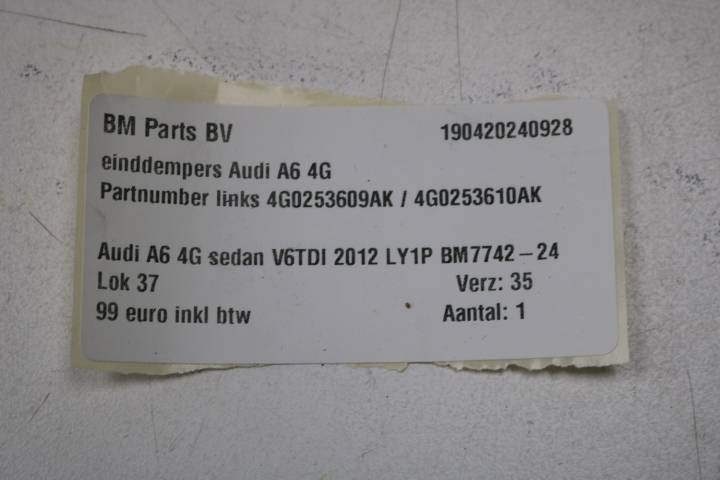 BM Parts BV 190420240928
einddempers Audi A6 4G
Partnumber links 4G0253609AK / 4G0253610AK
Audi A6 4G sedan V6TDI 2012 LY1P BM7742-24
Lok 37 Verz: 35
99 euro inkl btw Aantal: 1